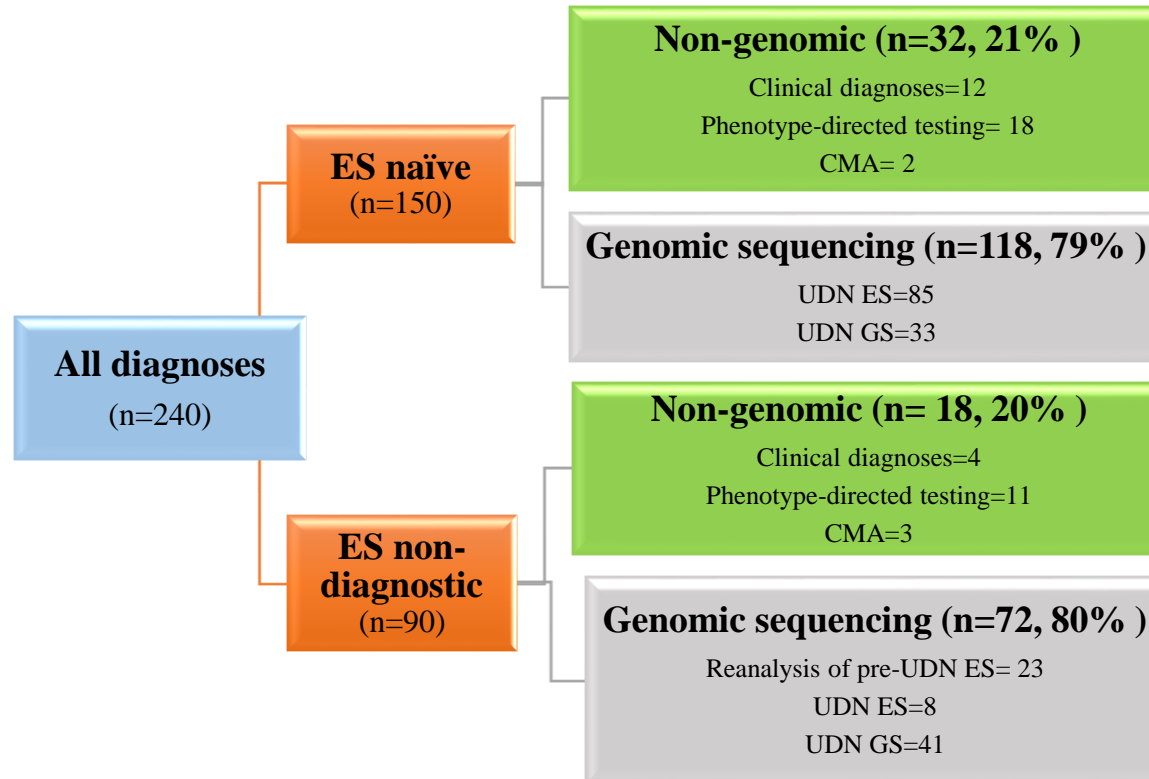 All diagnoses
(n=240)
ES naïve
(n=150)
Non-genomic (n=32, 21% )
Clinical diagnoses=12
Phenotype-directed testing= 18
CMA= 2
Genomic sequencing (n=118, 79% )
UDN ES=85
UDN GS=33
ES non-
diagnostic
(n=90)
Non-genomic (n= 18, 20% )
Clinical diagnoses=4
Phenotype-directed testing=11
CMA=3
Genomic sequencing (n=72, 80% )
Reanalysis of pre-UDN ES= 23
UDN ES=8
UDN GS=41